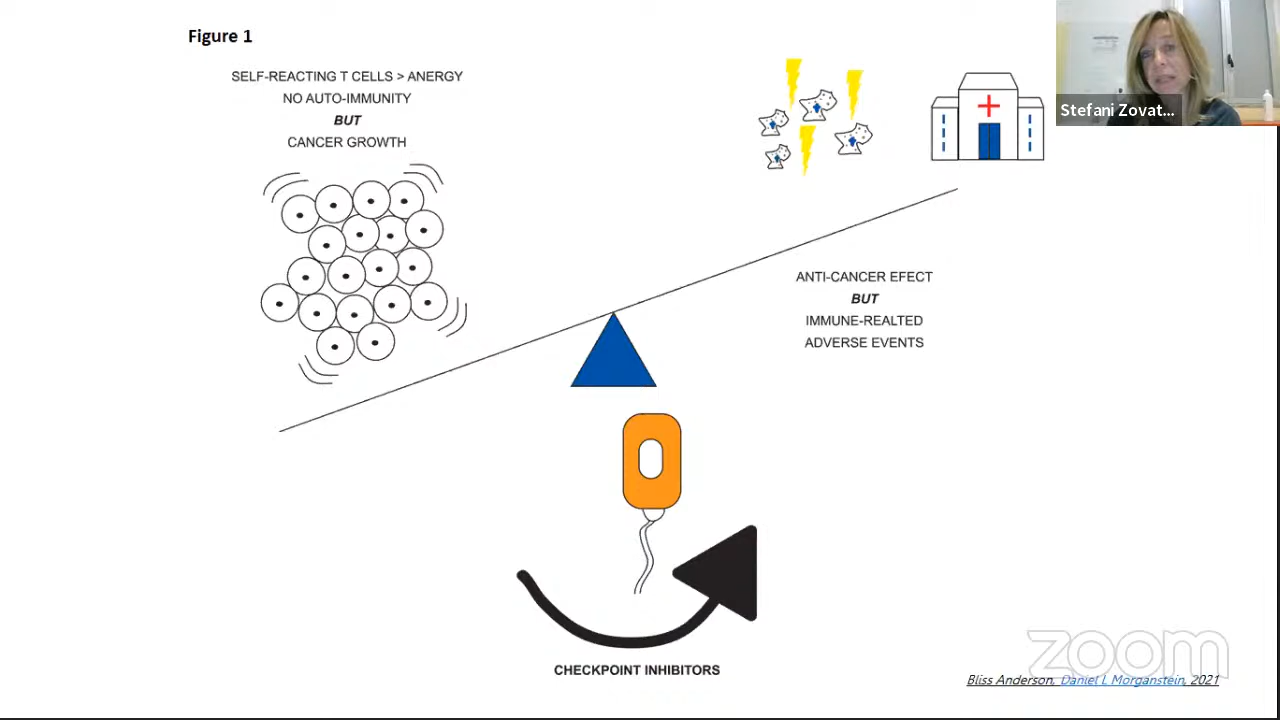 Figure 1
SELF-REACTING T CELLS > ANERGY
NO AUTO-IMMUNITY
BUT
CANCER GROWTH
Stefani Zovat...
ANTI-CANCER EFECT
BUT
IMMUNE-REALTED
ADVERSE EVENTS
CHECKPOINT INHIBITORS
zoom
Bliss Anderson, Daniel L Morganstein, 2021